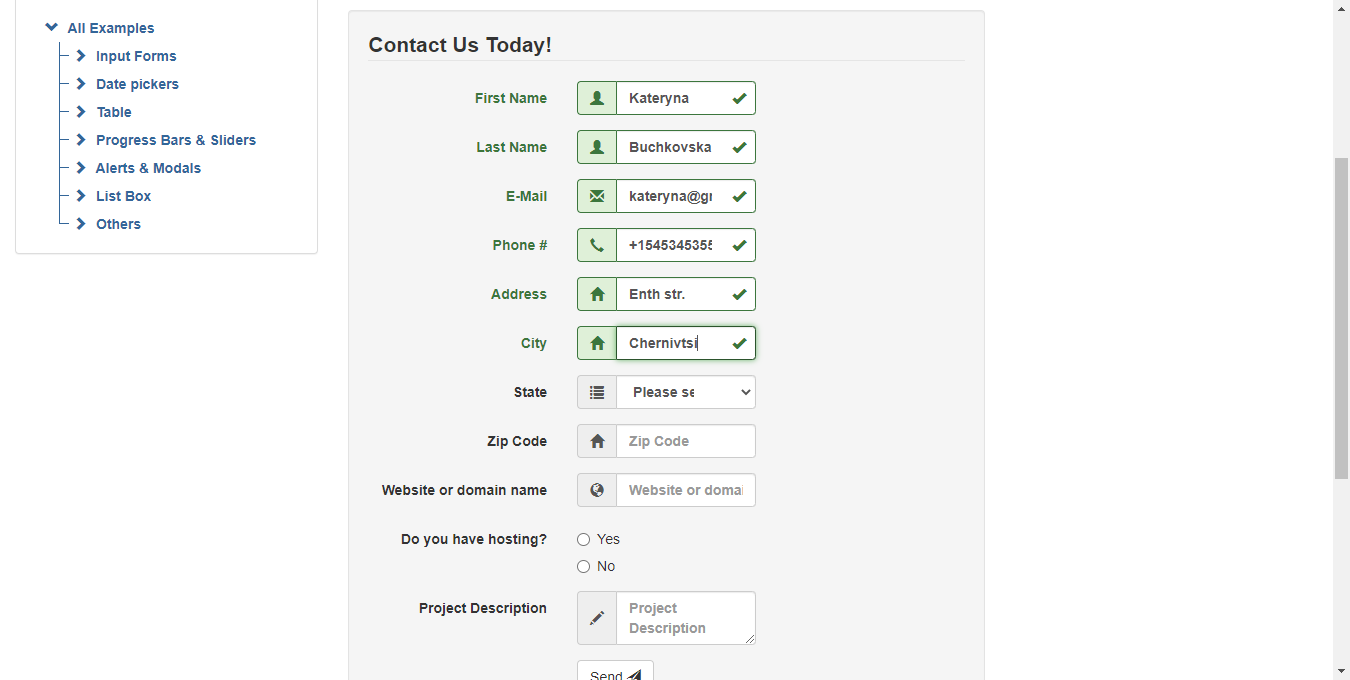 All Examples
Input Forms
Date pickers
Table
Progress Bars & Sliders
Alerts & Modals
List Box
Others
Contact Us Today!
First Name Kateryna
Last Name Buchkovska
E-Mail kateryna@gr
Phone # +1545345355
Address Enth str.
City Chernivtsi
State Please se
Zip Code Zip Code
Website or domain name Website or domai
Do you have hosting? Yes
No
Project Description Project
Description
Send